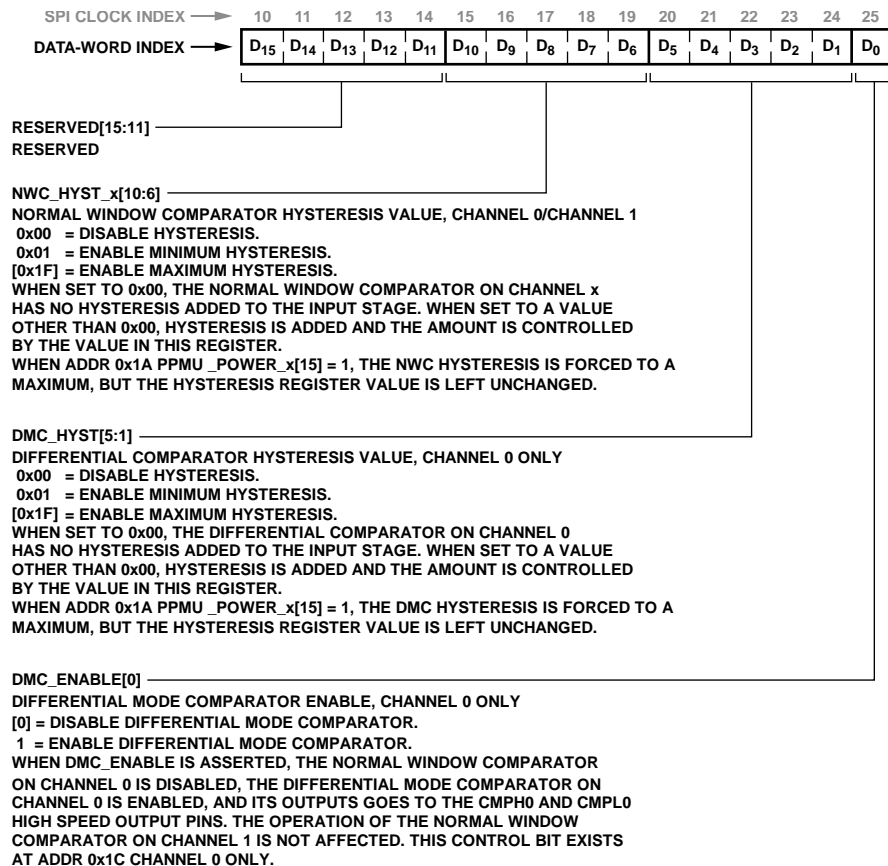 SPI CLOCK INDEX 10 11 12 13 14 15 16 17 18 19 20 21 22 23 24 25
DATA-WORD INDEX D15 D14 D13 D12 D11 D10 D9 D8 D7 D6 D5 D4 D3 D2 D1 D0
RESERVED[15:11]
RESERVED
NWC_HYST_x[10:6]
NORMAL WINDOW COMPARATOR HYSTERESIS VALUE, CHANNEL 0/CHANNEL 1
0x00 = DISABLE HYSTERESIS.
0x01 = ENABLE MINIMUM HYSTERESIS.
[0x1F] = ENABLE MAXIMUM HYSTERESIS.
WHEN SET TO 0x00, THE NORMAL WINDOW COMPARATOR ON CHANNEL x
HAS NO HYSTERESIS ADDED TO THE INPUT STAGE. WHEN SET TO A VALUE
OTHER THAN 0x00, HYSTERESIS IS ADDED AND THE AMOUNT IS CONTROLLED
BY THE VALUE IN THIS REGISTER.
WHEN ADDR 0x1A PPMU _POWER_x[15] = 1, THE NWC HYSTERESIS IS FORCED TO A
MAXIMUM, BUT THE HYSTERESIS REGISTER VALUE IS LEFT UNCHANGED.
DMC_HYST[5:1]
DIFFERENTIAL COMPARATOR HYSTERESIS VALUE, CHANNEL 0 ONLY
0x00 = DISABLE HYSTERESIS.
0x01 = ENABLE MINIMUM HYSTERESIS.
[0x1F] = ENABLE MAXIMUM HYSTERESIS.
WHEN SET TO 0x00, THE DIFFERENTIAL COMPARATOR ON CHANNEL 0
HAS NO HYSTERESIS ADDED TO THE INPUT STAGE. WHEN SET TO A VALUE
OTHER THAN 0x00, HYSTERESIS IS ADDED AND THE AMOUNT IS CONTROLLED
BY THE VALUE IN THIS REGISTER.
WHEN ADDR 0x1A PPMU _POWER_x[15] = 1, THE DMC HYSTERESIS IS FORCED TO A
MAXIMUM, BUT THE HYSTERESIS REGISTER VALUE IS LEFT UNCHANGED.
DMC_ENABLE[0]
DIFFERENTIAL MODE COMPARATOR ENABLE, CHANNEL 0 ONLY
[0] = DISABLE DIFFERENTIAL MODE COMPARATOR.
1 = ENABLE DIFFERENTIAL MODE COMPARATOR.
WHEN DMC_ENABLE IS ASSERTED, THE NORMAL WINDOW COMPARATOR
ON CHANNEL 0 IS DISABLED, THE DIFFERENTIAL MODE COMPARATOR ON
CHANNEL 0 IS ENABLED, AND ITS OUTPUTS GOES TO THE CMPH0 AND CMPL0
HIGH SPEED OUTPUT PINS. THE OPERATION OF THE NORMAL WINDOW
COMPARATOR ON CHANNEL 1 IS NOT AFFECTED. THIS CONTROL BIT EXISTS
AT ADDR 0x1C CHANNEL 0 ONLY.